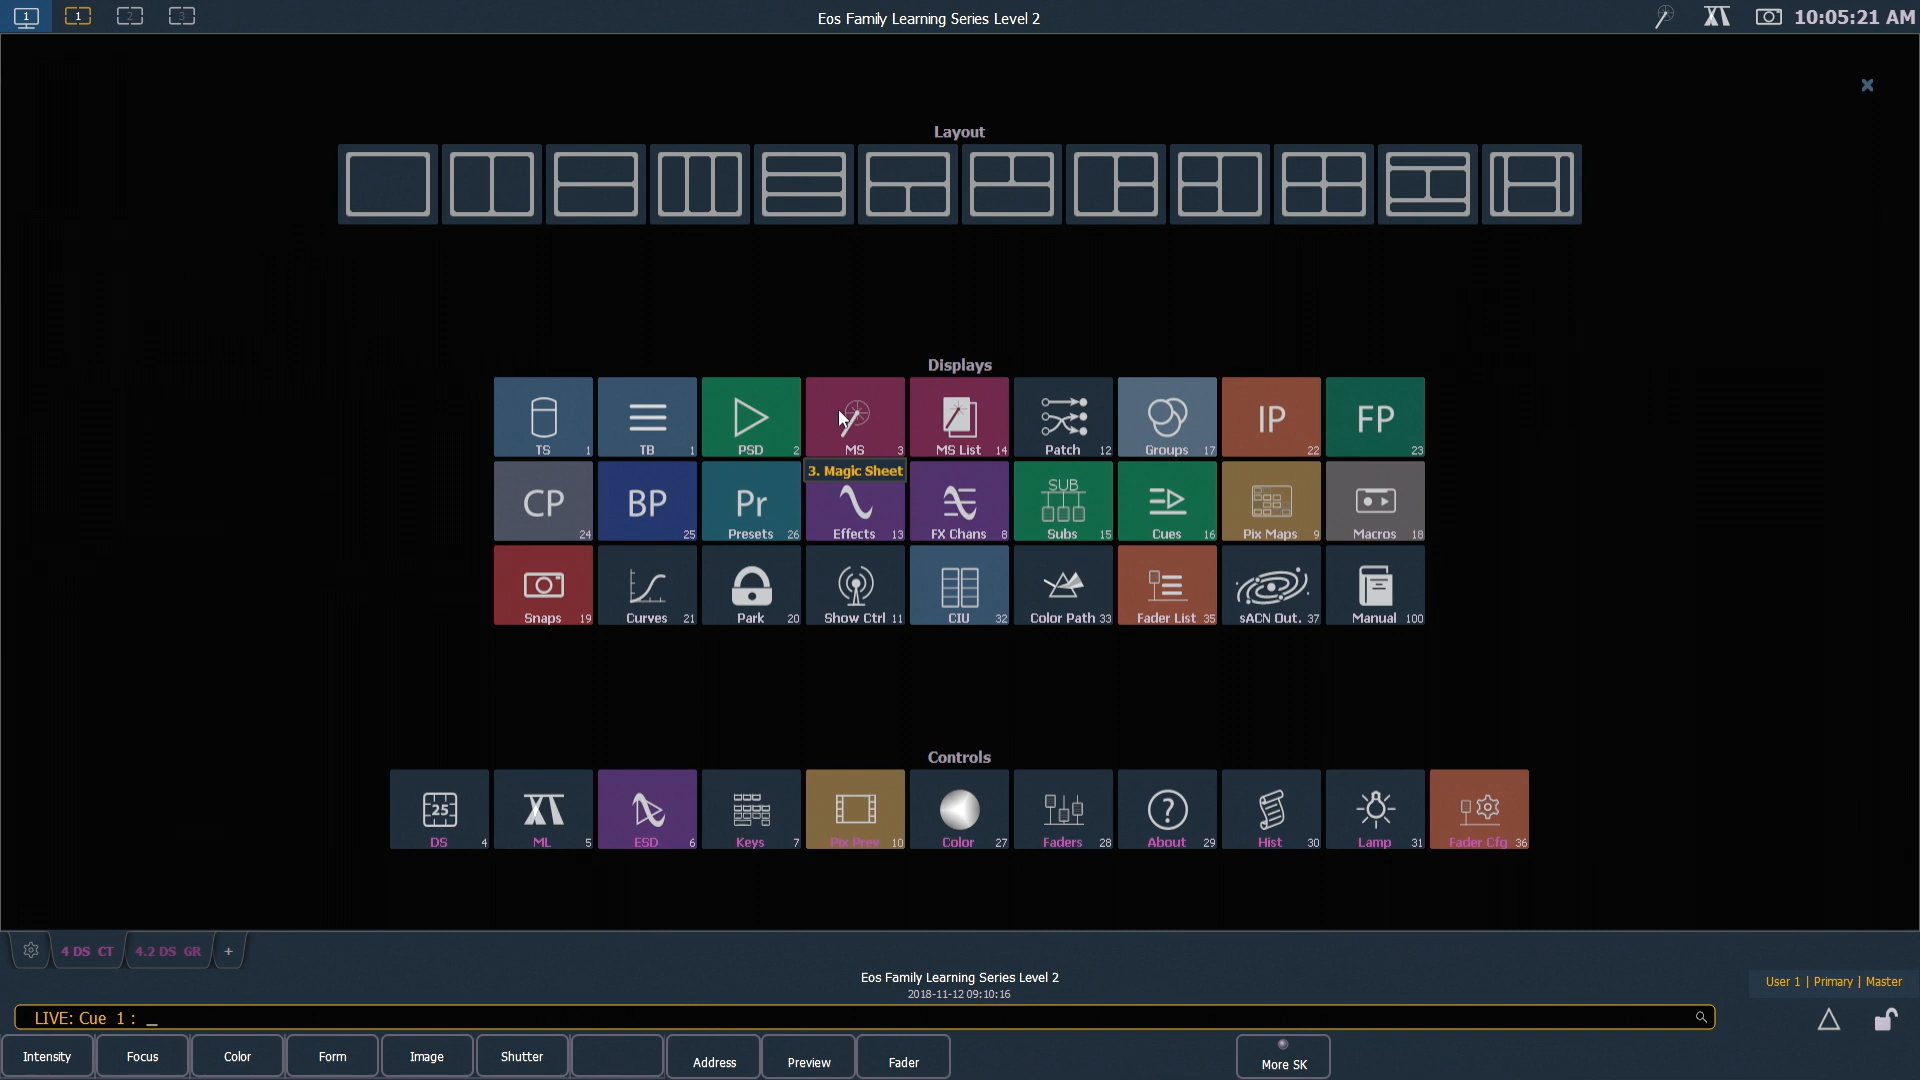 1 1 2 3 Eos Family Learning Series Level 2 10:05:21 AM
Layout
Displays
TS 1 TB 1 PSD 2 MS 3 MS List 14 Patch 12 Groups 17 IP 22 FP 23
3. Magic Sheet
CP 24 BP 25 Pr Presets 26 Effects 13 FX Chans 8 SUB Subs 15 Cues 16 Pix Maps 9 Macros 18
Snaps 19 Curves 21 Park 20 Show Ctrl 11 CIU 32 Color Path 33 Fader List 35 sACN Out. 37 Manual 100
Controls
25 DS 4 ML 5 ESD 6 Keys 7 Pix Prev 10 Color 27 Faders 28 ? About 29 Hist 30 Lamp 31 Fader Cfg 36
4 DS CT 4.2 DS GR +
Eos Family Learning Series Level 2
2018-11-12 09:10:16
User 1 | Primary | Master
LIVE: Cue 1 : _
Intensity Focus Color Form Image Shutter Address Preview Fader More SK